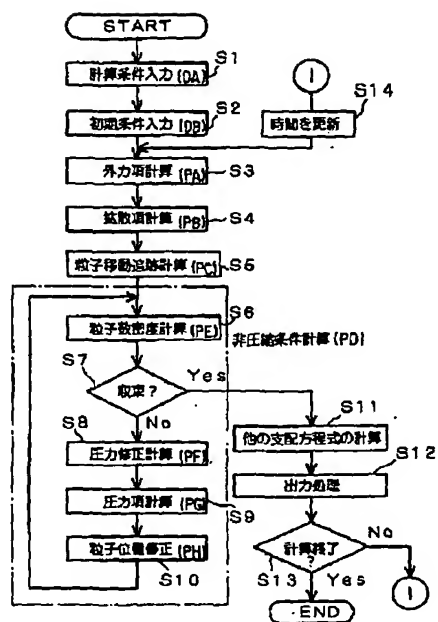 START
S1
計算条件入力(DA)
S2
初期条件入力(DB)
1
S14
時間を更新
外力項計算(PA)
S3
拡散項計算(PB)
S4
粒子移動追跡計算(PC)
S5
S6
粒子数密度計算(PE)
非圧縮条件計算(PD)
S7
収束?
Yes
No
S8
圧力修正計算(PF)
圧力項計算(PG)
S9
粒子位置修正(PH)
S10
S11
他の支配方程式の計算
S12
出力処理
計算終了?
No
S13
Yes
1
END